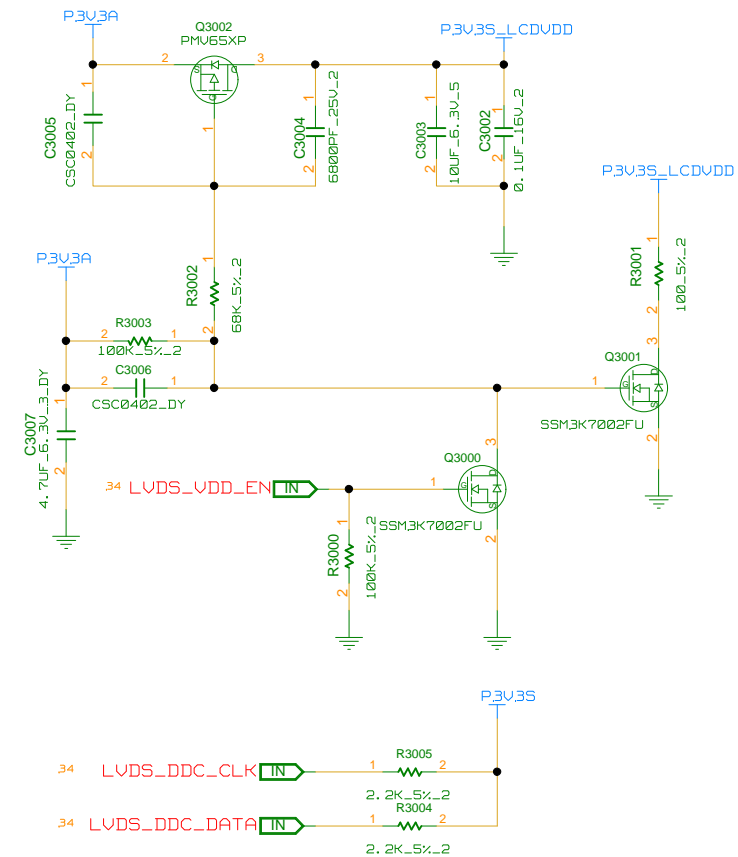 P3V3A
Q3002
PMV65XP
P3V3S_LCDVDD
2
3
S
D
G
1
1
2
C3005
CSC0402_DY
1
2
C3004
6800PF_25V_2
1
2
C3003
10UF_6.3V_5
1
2
C3002
0.1UF_16V_2
P3V3S_LCDVDD
1
R3001
100_5%_2
2
P3V3A
1
R3002
68K_5%_2
2
R3003
2
1
100K_5%_2
C3006
2
1
CSC0402_DY
1
C3007
4.7UF_6.3V_3_DY
2
3
Q3001
1
G
D
S
SSM3K7002FU
2
Q3000
3
34
LVDS_VDD_EN
IN
1
G
D
S
SSM3K7002FU
2
1
R3000
100K_5%_2
2
P3V3S
34
LVDS_DDC_CLK
IN
1
R3005
2
2.2K_5%_2
34
LVDS_DDC_DATA
IN
1
R3004
2
2.2K_5%_2